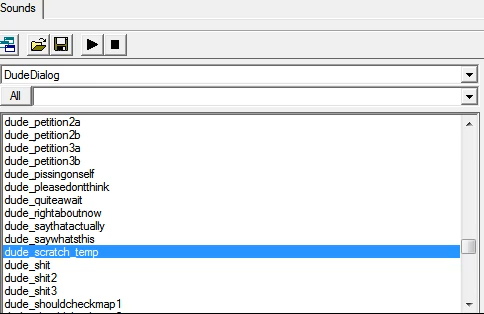 Sounds
DudeDialog
All
dude_petition2a
dude_petition2b
dude_petition3a
dude_petition3b
dude_pissingonself
dude_pleasedontthink
dude_quiteawait
dude_rightaboutnow
dude_saythatactually
dude_saywhatsthis
dude_scratch_temp
dude_shit
dude_shit2
dude_shit3
dude_shouldcheckmap1